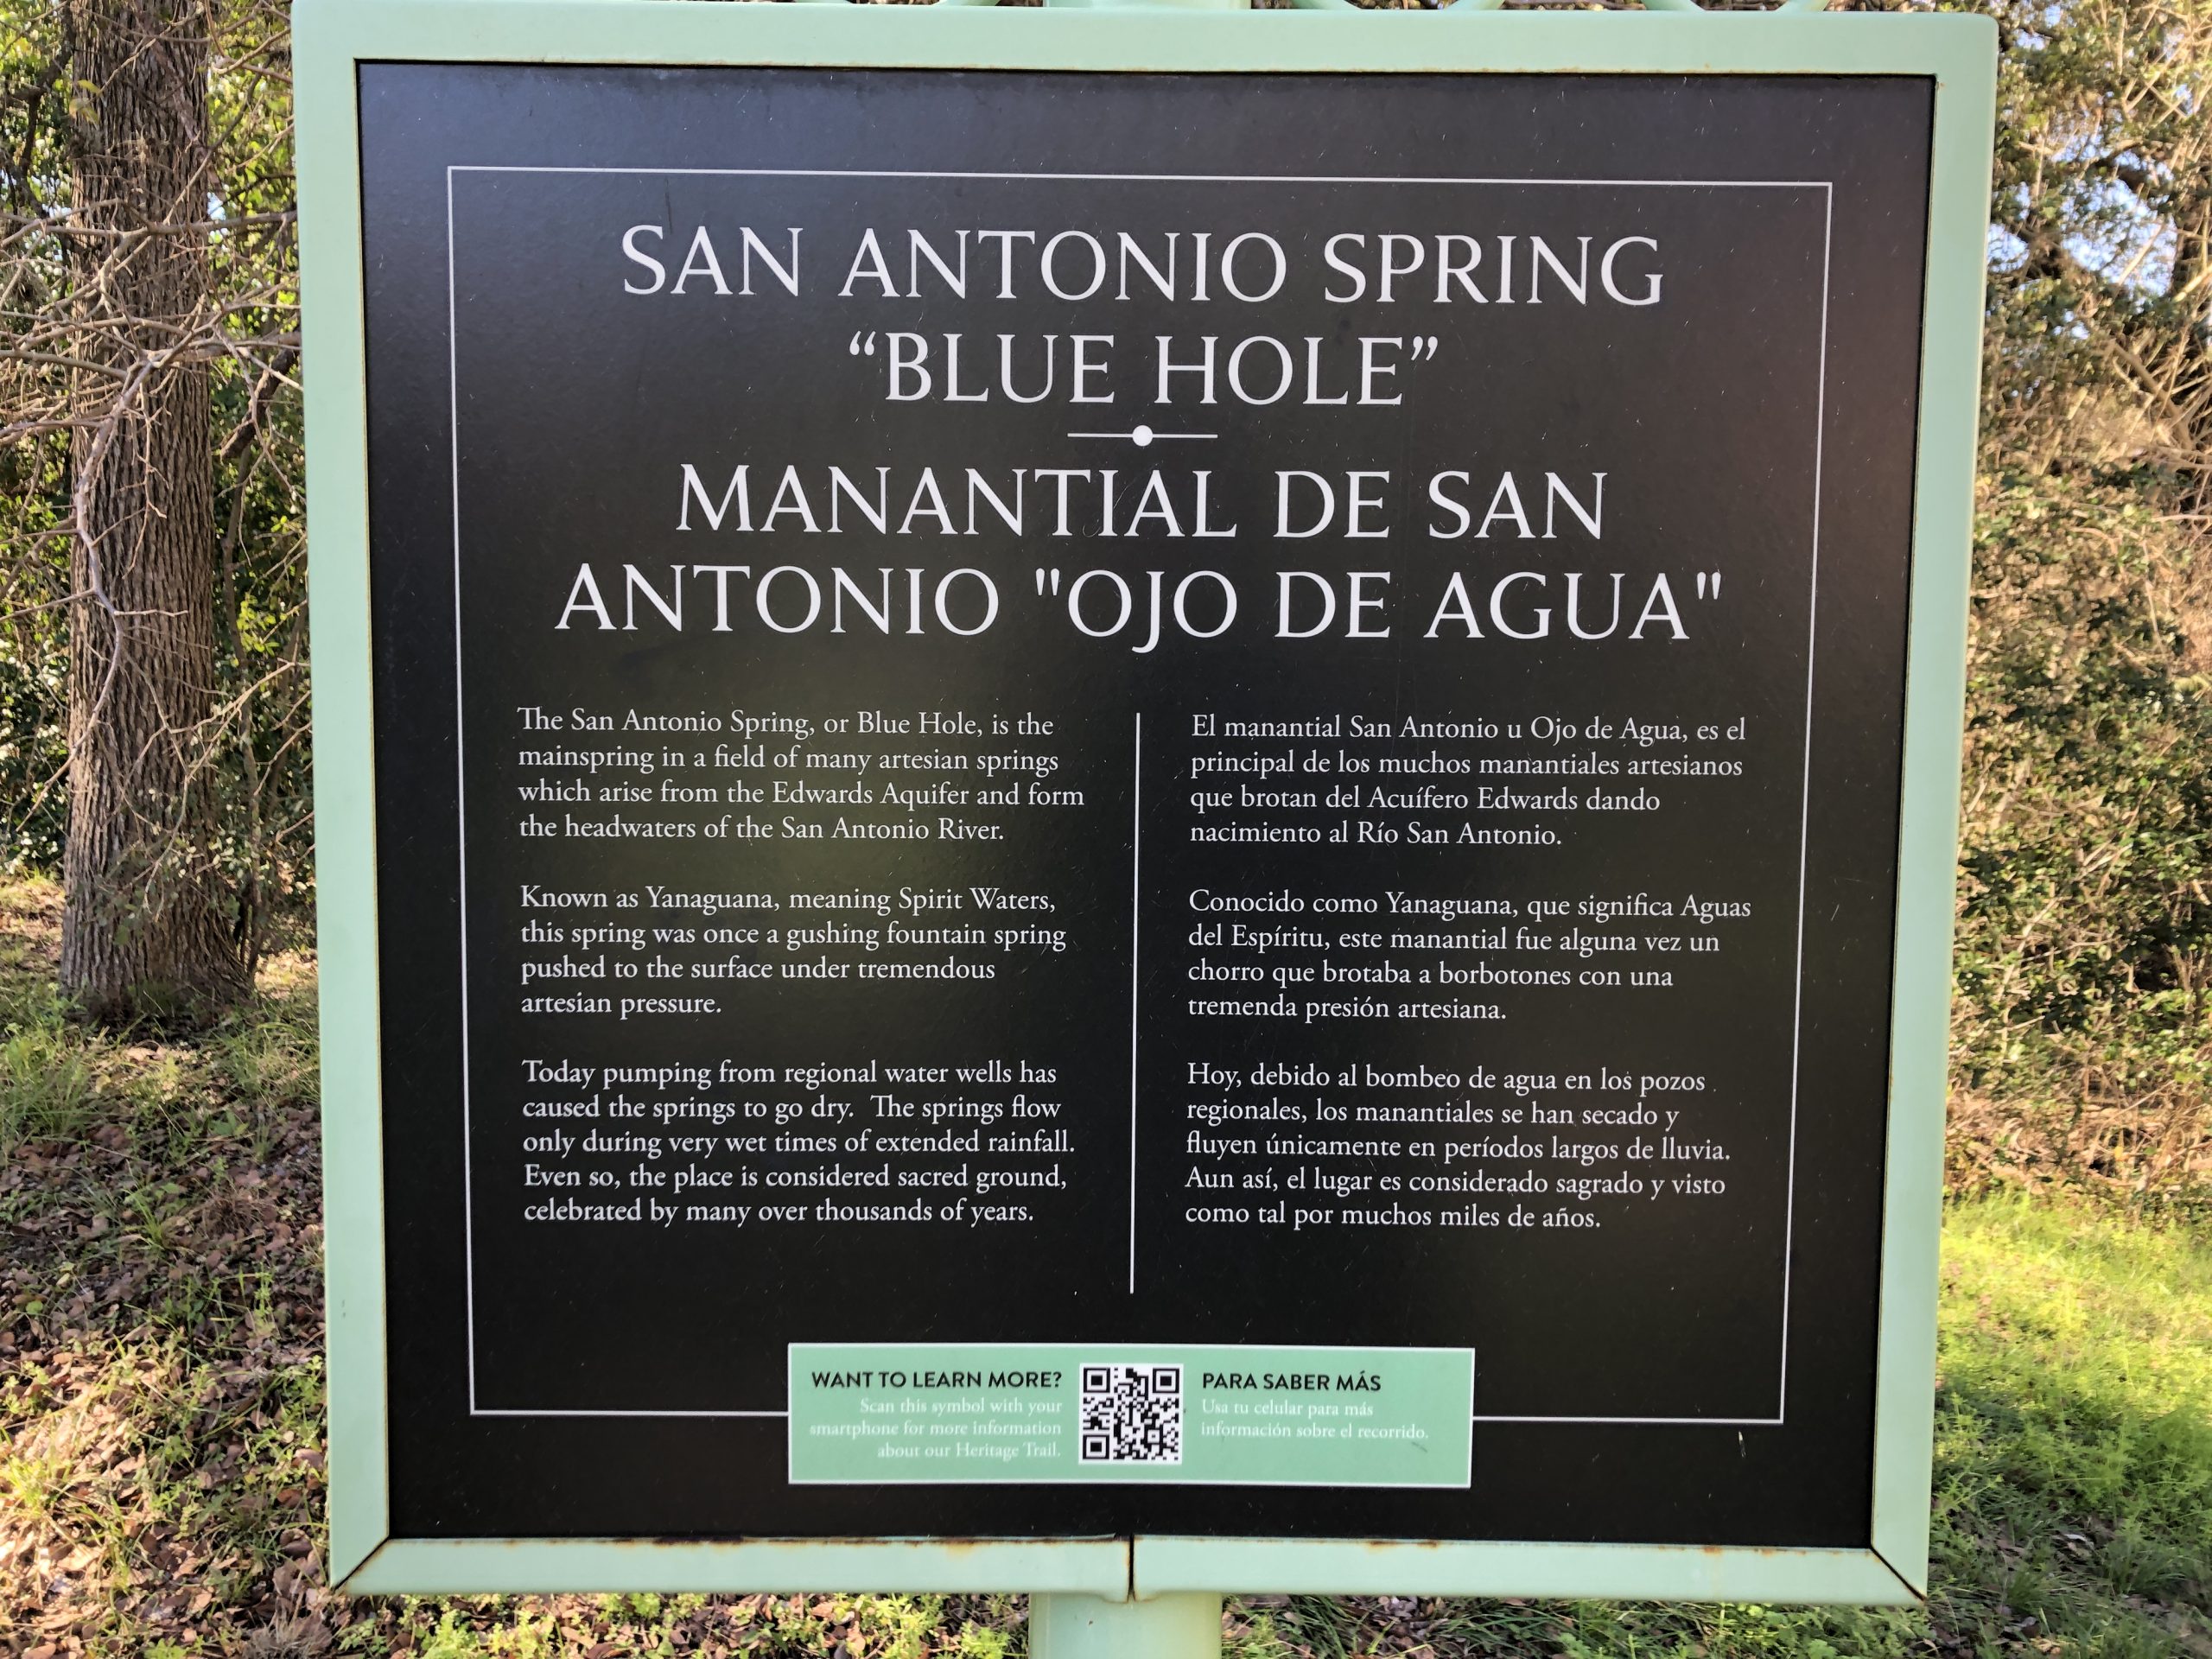 SAN ANTONIO SPRING
“BLUE HOLE”
MANANTIAL DE SAN
ANTONIO "OJO DE AGUA"
The San Antonio Spring, or Blue Hole, is the
mainspring in a field of many artesian springs
which arise from the Edwards Aquifer and form
the headwaters of the San Antonio River.
Known as Yanaguana, meaning Spirit Waters,
this spring was once a gushing fountain spring
pushed to the surface under tremendous
artesian pressure.
Today pumping from regional water wells has
caused the springs to go dry. The springs flow
only during very wet times of extended rainfall.
Even so, the place is considered sacred ground,
celebrated by many over thousands of years.
El manantial San Antonio u Ojo de Agua, es el
principal de los muchos manantiales artesianos
que brotan del Acuífero Edwards dando
nacimiento al Río San Antonio.
Conocido como Yanaguana, que significa Aguas
del Espíritu, este manantial fue alguna vez un
chorro que brotaba a borbotones con una
tremenda presión artesiana.
Hoy, debido al bombeo de agua en los pozos
regionales, los manantiales se han secado y
fluyen únicamente en períodos largos de lluvia.
Aun así, el lugar es considerado sagrado y visto
como tal por muchos miles de años.
WANT TO LEARN MORE?
Scan this symbol with your
smartphone for more information
about our Heritage Trail.
PARA SABER MÁS
Usa tu celular para más
información sobre el recorrido.